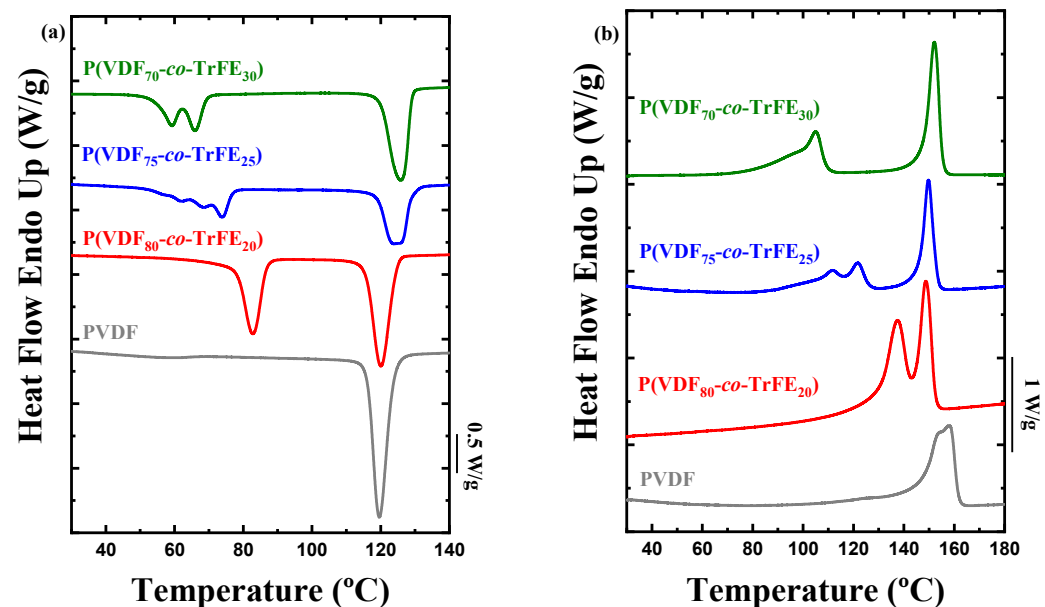 (a)
Heat Flow Endo Up (W/g)
P(VDF₇₀-co-TrFE₃₀)
P(VDF₇₅-co-TrFE₂₅)
P(VDF₈₀-co-TrFE₂₀)
PVDF
0.5 W/g
40 60 80 100 120 140
Temperature (ºC)
(b)
Heat Flow Endo Up (W/g)
P(VDF₇₀-co-TrFE₃₀)
P(VDF₇₅-co-TrFE₂₅)
P(VDF₈₀-co-TrFE₂₀)
PVDF
1 W/g
40 60 80 100 120 140 160 180
Temperature (ºC)